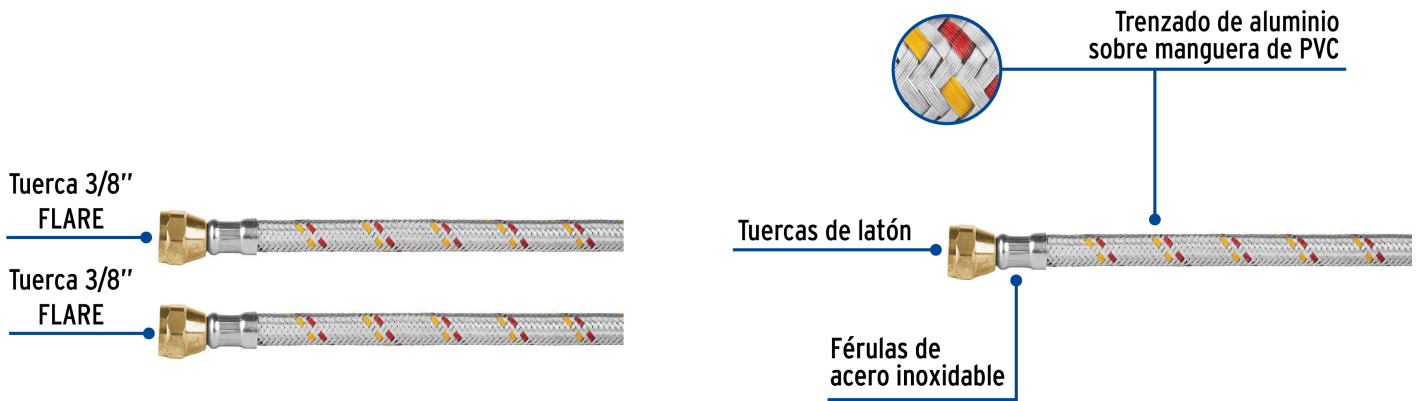 Tuerca 3/8"
FLARE
Tuerca 3/8"
FLARE
Trenzado de aluminio
sobre manguera de PVC
Tuercas de latón
Férulas de
acero inoxidable